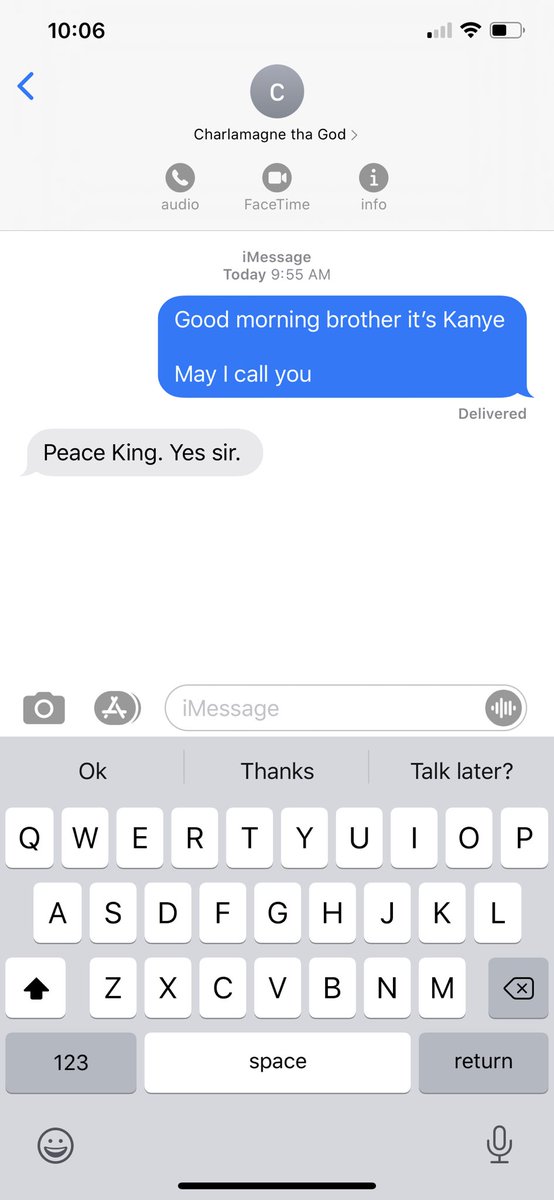 10:06
C
Charlamagne tha God >
audio FaceTime info
iMessage
Today 9:55 AM
Good morning brother it’s Kanye
May I call you
Delivered
Peace King. Yes sir.
iMessage
Ok Thanks Talk later?
Q W E R T Y U I O P
A S D F G H J K L
Z X C V B N M
123 space return